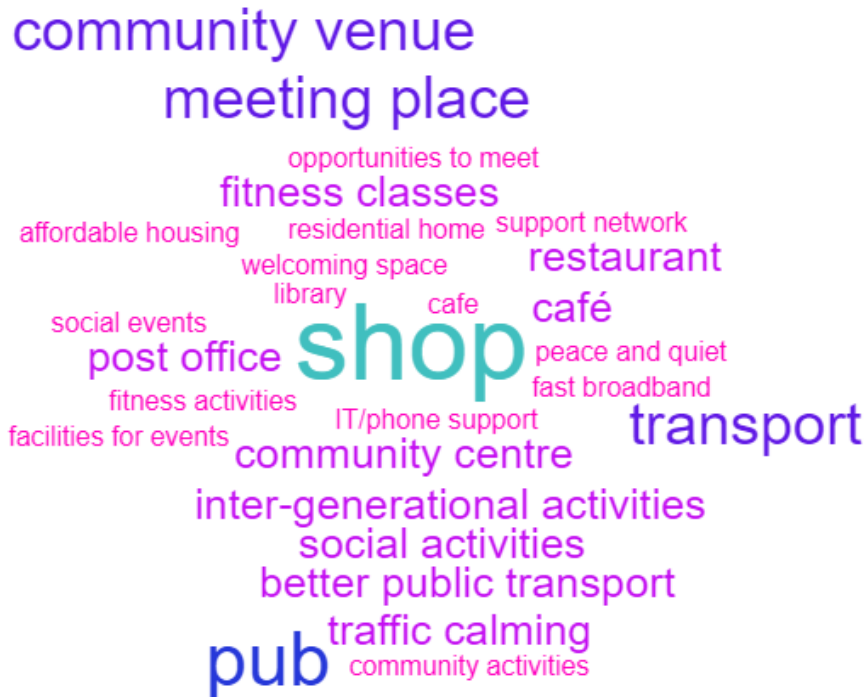 community venue
meeting place
opportunities to meet
fitness classes
affordable housing
residential home
support network
welcoming space
restaurant
library
cafe
café
social events
shop
post office
peace and quiet
fast broadband
fitness activities
IT/phone support
transport
facilities for events
community centre
inter-generational activities
social activities
better public transport
traffic calming
pub
community activities